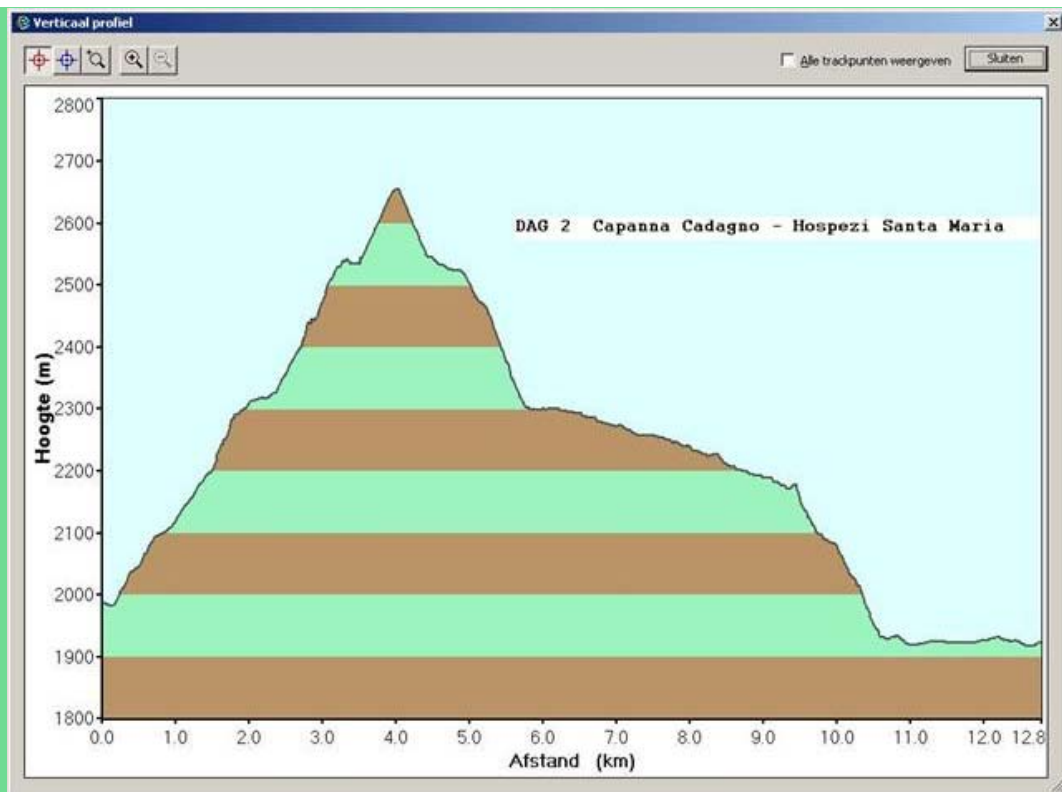 Verticaal profiel
Alle trackpunten weergeven Sluiten
2800
2700
2600
DAG 2 Capanna Cadagno - Hospezi Santa Maria
2500
2400
Hoogte (m)
2300
2200
2100
2000
1900
1800
0.0 1.0 2.0 3.0 4.0 5.0 6.0 7.0 8.0 9.0 10.0 11.0 12.0 12.8
Afstand (km)